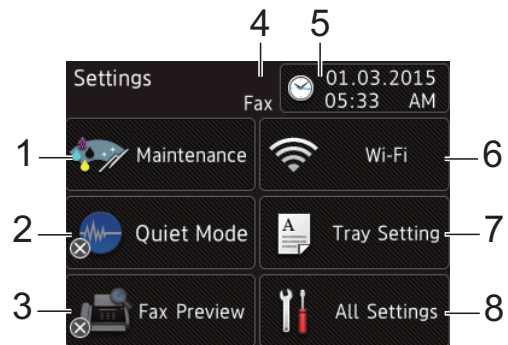 4 5
Settings
Fax
01.03.2015
05:33 AM
1 Maintenance
Wi-Fi 6
2 Quiet Mode
A
Tray Setting 7
3 Fax Preview
All Settings 8